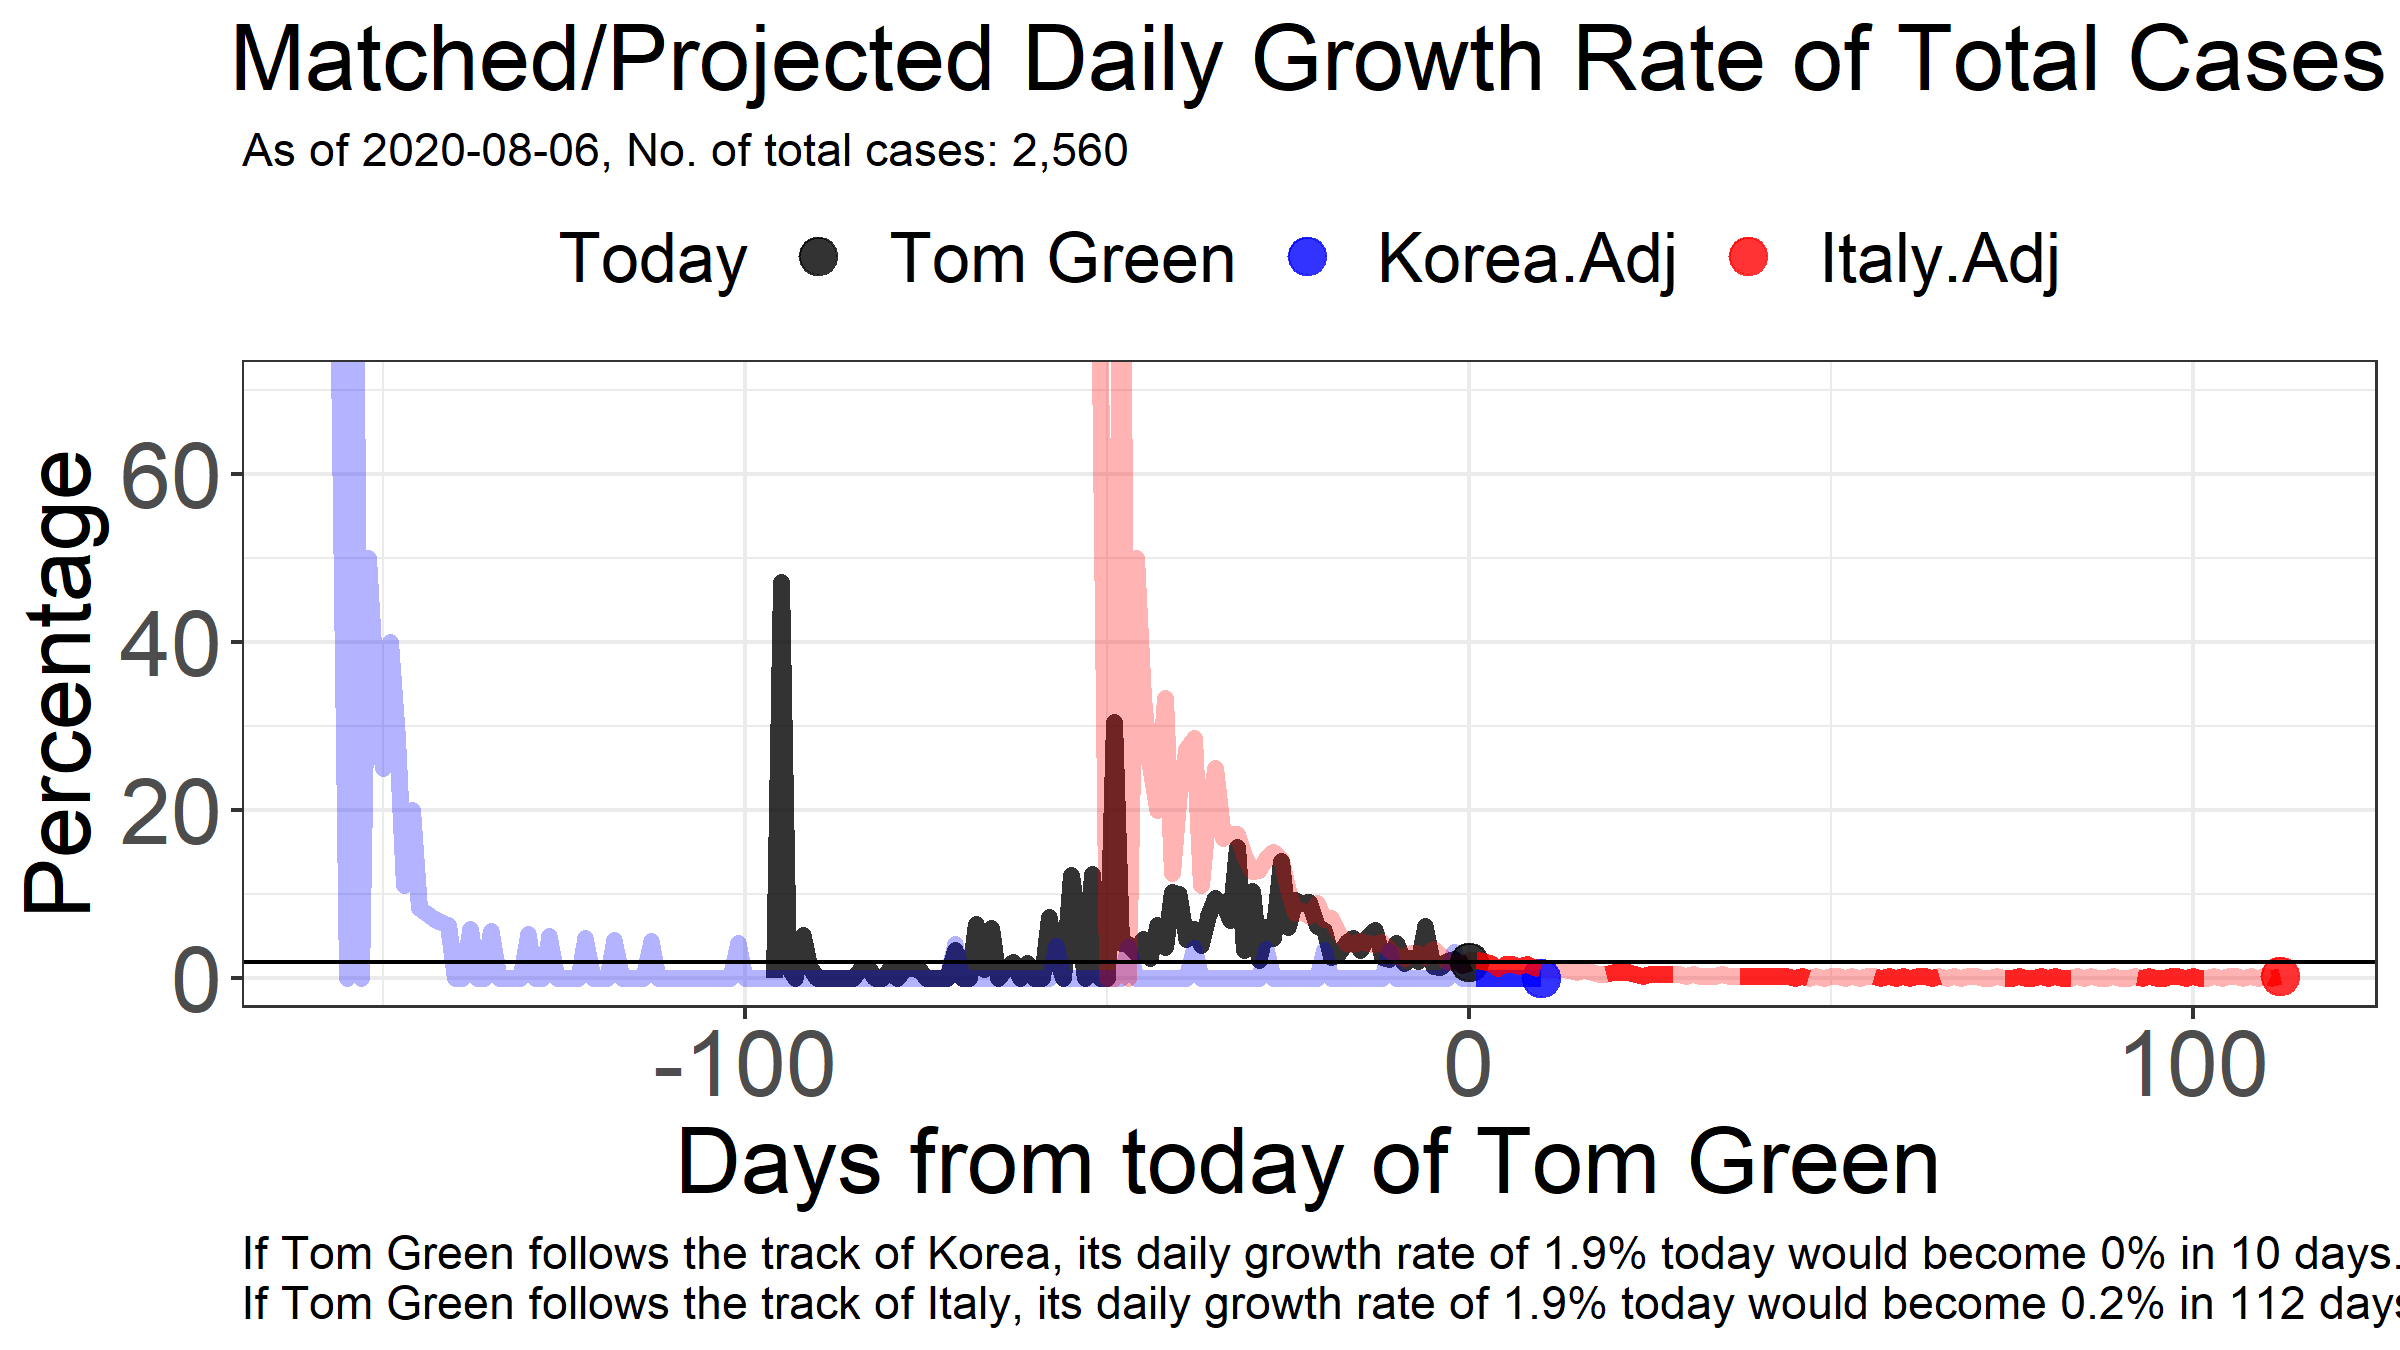 Matched/Projected Daily Growth Rate of Total Cases
As of 2020-08-06, No. of total cases: 2,560
Today Tom Green Korea.Adj Italy.Adj
Percentage
60
40
20
0
-100 0 100
Days from today of Tom Green
If Tom Green follows the track of Korea, its daily growth rate of 1.9% today would become 0% in 10 days.
If Tom Green follows the track of Italy, its daily growth rate of 1.9% today would become 0.2% in 112 days